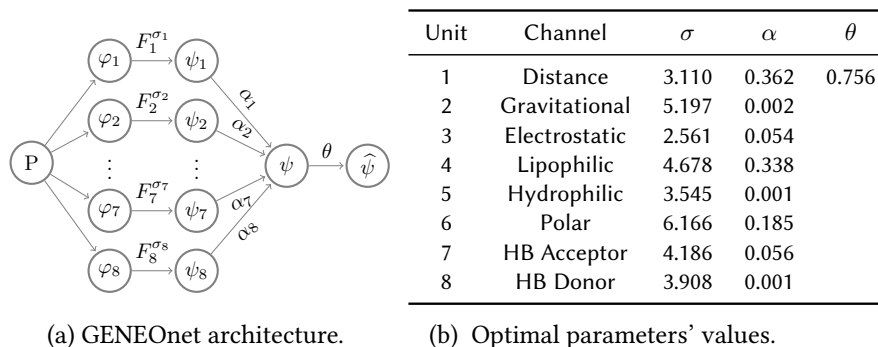 P
φ₁ F₁^σ₁ ψ₁ α₁
φ₂ F₂^σ₂ ψ₂ α₂
⋮ ⋮
φ₇ F₇^σ₇ ψ₇ α₇
φ₈ F₈^σ₈ ψ₈ α₈
ψ θ ψ̂
(a) GENEOnet architecture.
Unit Channel σ α θ
1 Distance 3.110 0.362 0.756
2 Gravitational 5.197 0.002
3 Electrostatic 2.561 0.054
4 Lipophilic 4.678 0.338
5 Hydrophilic 3.545 0.001
6 Polar 6.166 0.185
7 HB Acceptor 4.186 0.056
8 HB Donor 3.908 0.001
(b) Optimal parameters' values.